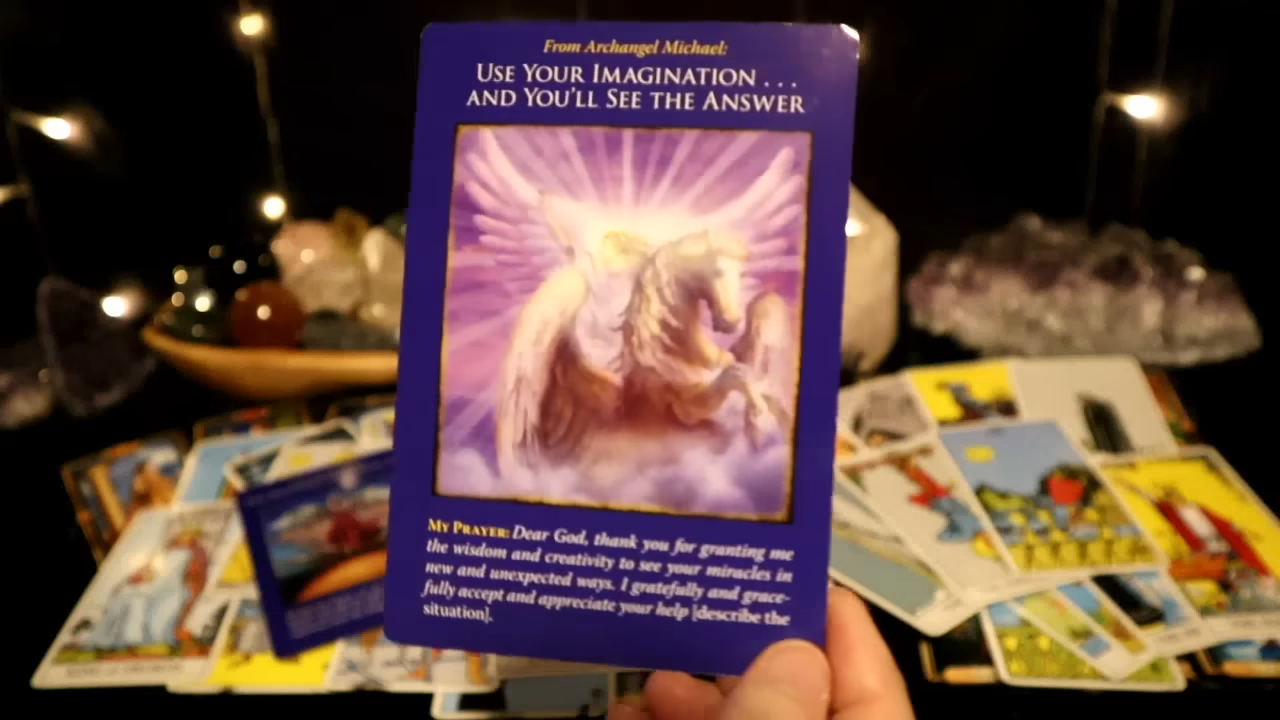 From Archangel Michael:
Use Your Imagination . . .
and You'll See the Answer
My Prayer: Dear God, thank you for granting me
the wisdom and creativity to see your miracles in
new and unexpected ways. I gratefully and grace-
fully accept and appreciate your help [describe the
situation].